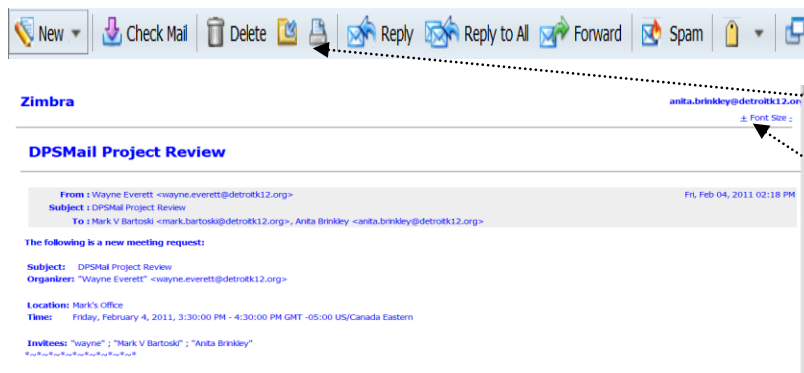 New Check Mail Delete Reply Reply to All Forward Spam
Zimbra anita.brinkley@detroitk12.org
+ Font Size -
DPSMail Project Review
From : Wayne Everett <wayne.everett@detroitk12.org> Fri, Feb 04, 2011 02:18 PM
Subject : DPSMail Project Review
To : Mark V Bartoski <mark.bartoski@detroitk12.org>, Anita Brinkley <anita.brinkley@detroitk12.org>
The following is a new meeting request:
Subject: DPSMail Project Review
Organizer: "Wayne Everett" <wayne.everett@detroitk12.org>
Location: Mark's Office
Time: Friday, February 4, 2011, 3:30:00 PM - 4:30:00 PM GMT -05:00 US/Canada Eastern
Invitees: "wayne" ; "Mark V Bartoski" ; "Anita Brinkley"
*~*~*~*~*~*~*~*~*~*